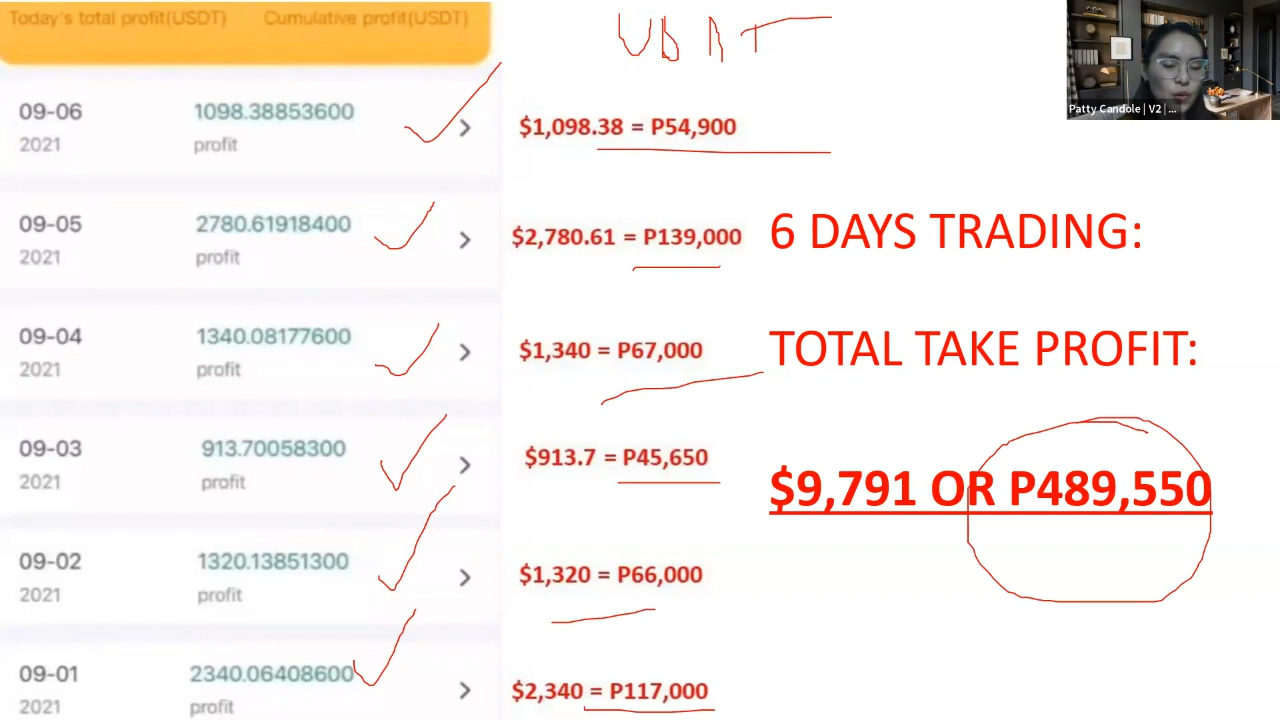 Today's total profit(USDT) Cumulative profit(USDT)
USDT
Patty Candole | V2 | ...
09-06 1098.38853600
2021 profit
$1,098.38 = P54,900
09-05 2780.61918400
2021 profit
$2,780.61 = P139,000
6 DAYS TRADING:
09-04 1340.08177600
2021 profit
$1,340 = P67,000
TOTAL TAKE PROFIT:
09-03 913.70058300
2021 profit
$913.7 = P45,650
$9,791 OR P489,550
09-02 1320.13851300
2021 profit
$1,320 = P66,000
09-01 2340.06408600
2021 profit
$2,340 = P117,000